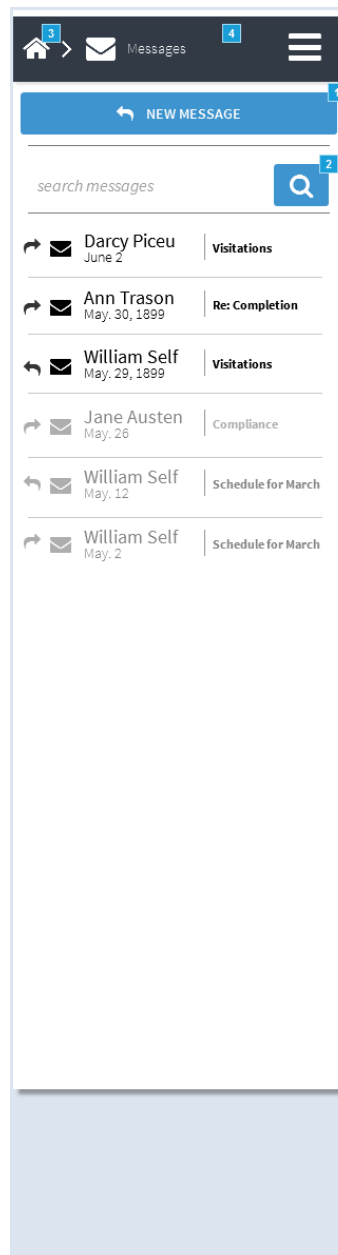 3
4
Messages
1
NEW MESSAGE
2
search messages
Darcy Piceu
June 2
Visitations
Ann Trason
May. 30, 1899
Re: Completion
William Self
May. 29, 1899
Visitations
Jane Austen
May. 26
Compliance
William Self
May. 12
Schedule for March
William Self
May. 2
Schedule for March